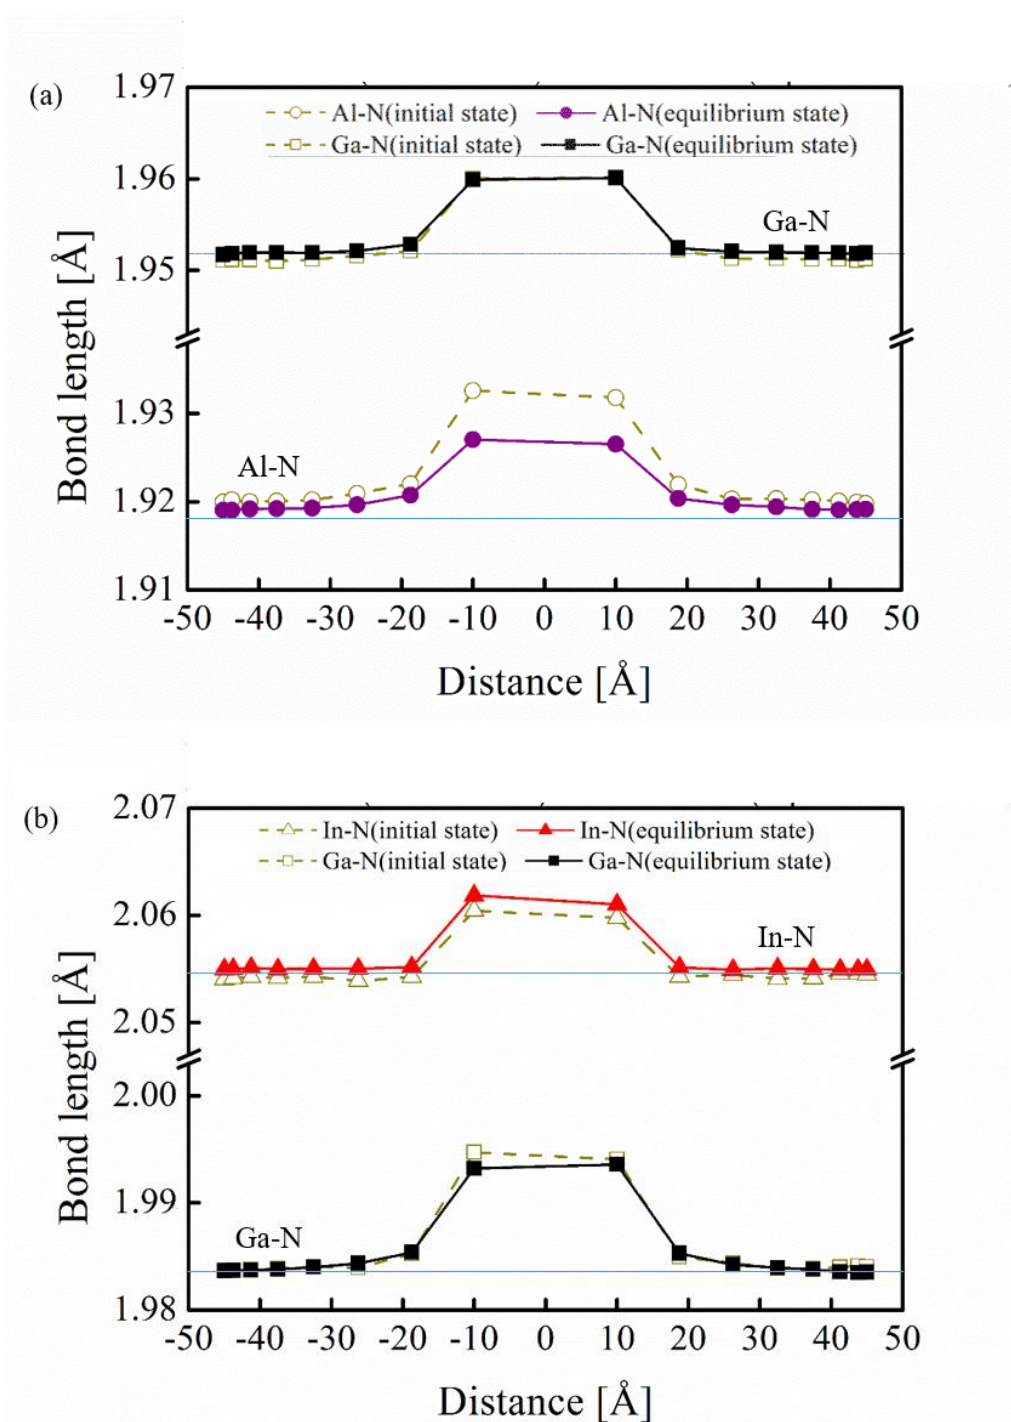 (a)
1.97
Al-N(initial state) Al-N(equilibrium state)
Ga-N(initial state) Ga-N(equilibrium state)
1.96
Ga-N
1.95
Bond length [Å]
1.93
Al-N
1.92
1.91
-50 -40 -30 -20 -10 0 10 20 30 40 50
Distance [Å]
(b)
2.07
In-N(initial state) In-N(equilibrium state)
Ga-N(initial state) Ga-N(equilibrium state)
2.06
In-N
2.05
Bond length [Å]
2.00
1.99
Ga-N
1.98
-50 -40 -30 -20 -10 0 10 20 30 40 50
Distance [Å]